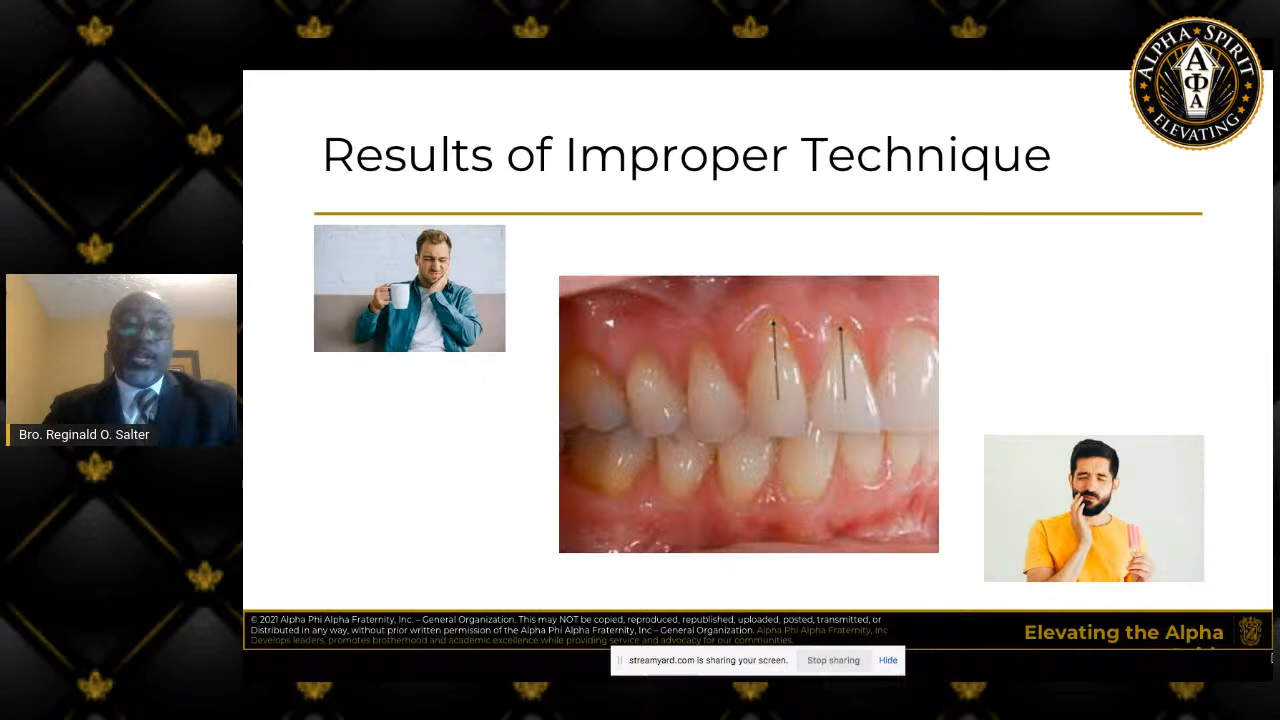 ALPHA ★ SPIRIT
Α
Φ
Α
ELEVATING
Results of Improper Technique
Bro. Reginald O. Salter
© 2021 Alpha Phi Alpha Fraternity, Inc. – General Organization. This may NOT be copied, reproduced, republished, uploaded, posted, transmitted, or
Distributed in any way, without prior written permission of the Alpha Phi Alpha Fraternity, Inc – General Organization. Alpha Phi Alpha Fraternity, Inc
Develops leaders, promotes brotherhood and academic excellence while providing service and advocacy for our communities.
Elevating the Alpha
streamyard.com is sharing your screen.
Stop sharing
Hide